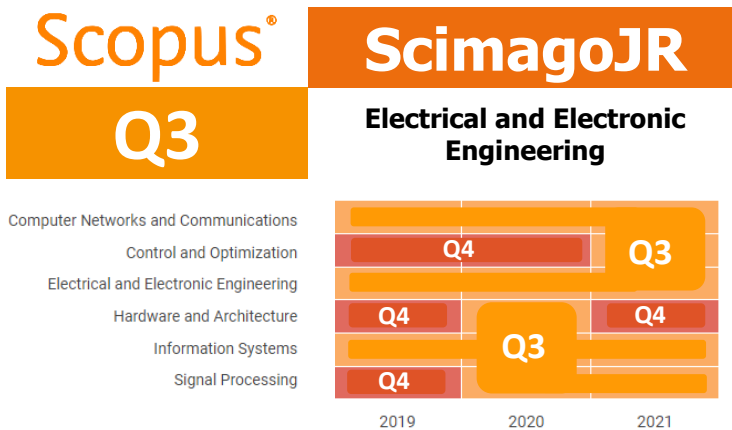 Scopus®
ScimagoJR
Q3
Electrical and Electronic
Engineering
Computer Networks and Communications
Control and Optimization
Q4
Q3
Electrical and Electronic Engineering
Hardware and Architecture
Q4
Q4
Information Systems
Q3
Signal Processing
Q4
2019
2020
2021